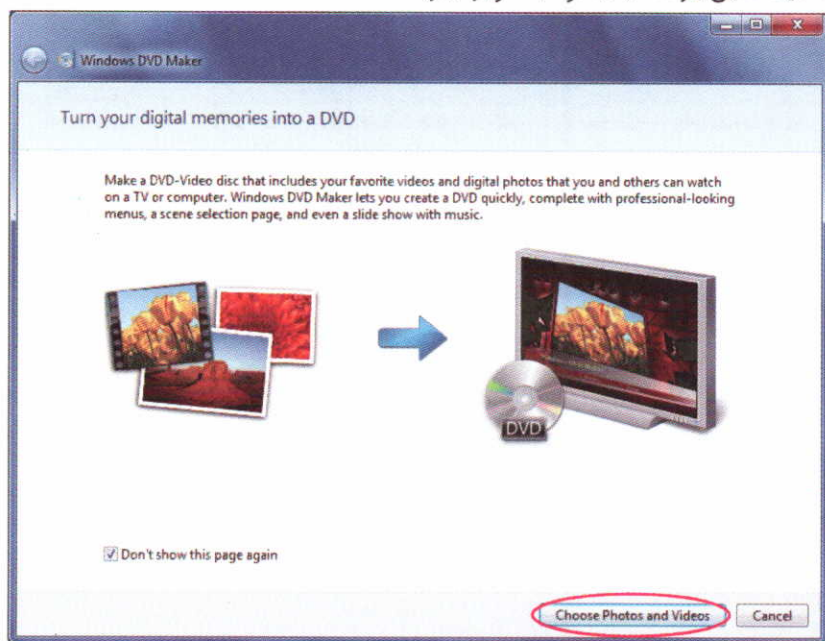 Windows DVD Maker
Turn your digital memories into a DVD
Make a DVD-Video disc that includes your favorite videos and digital photos that you and others can watch
on a TV or computer. Windows DVD Maker lets you create a DVD quickly, complete with professional-looking
menus, a scene selection page, and even a slide show with music.
DVD
Don't show this page again
Choose Photos and Videos
Cancel